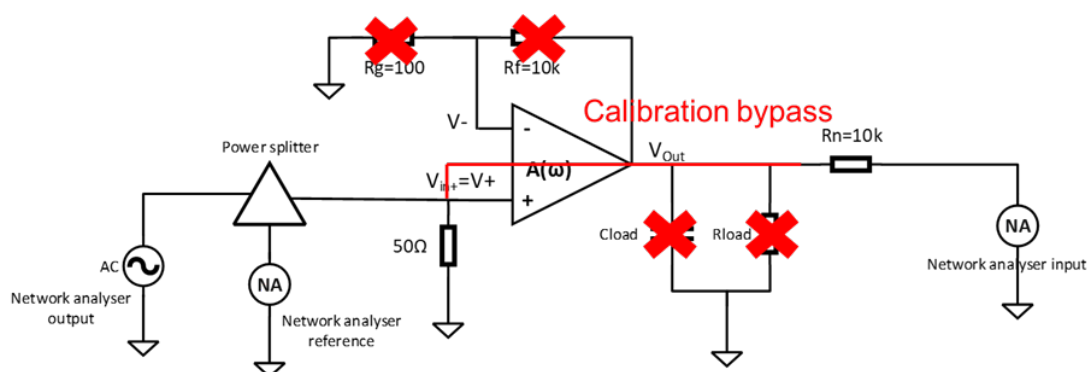 Rg=100
Rf=10k
Calibration bypass
V-
-
Power splitter
VOut
Rn=10k
Vin+=V+
A(ω)
+
50Ω
Cload
Rload
NA
AC
NA
Network analyser input
Network analyser
output
Network analyser
reference